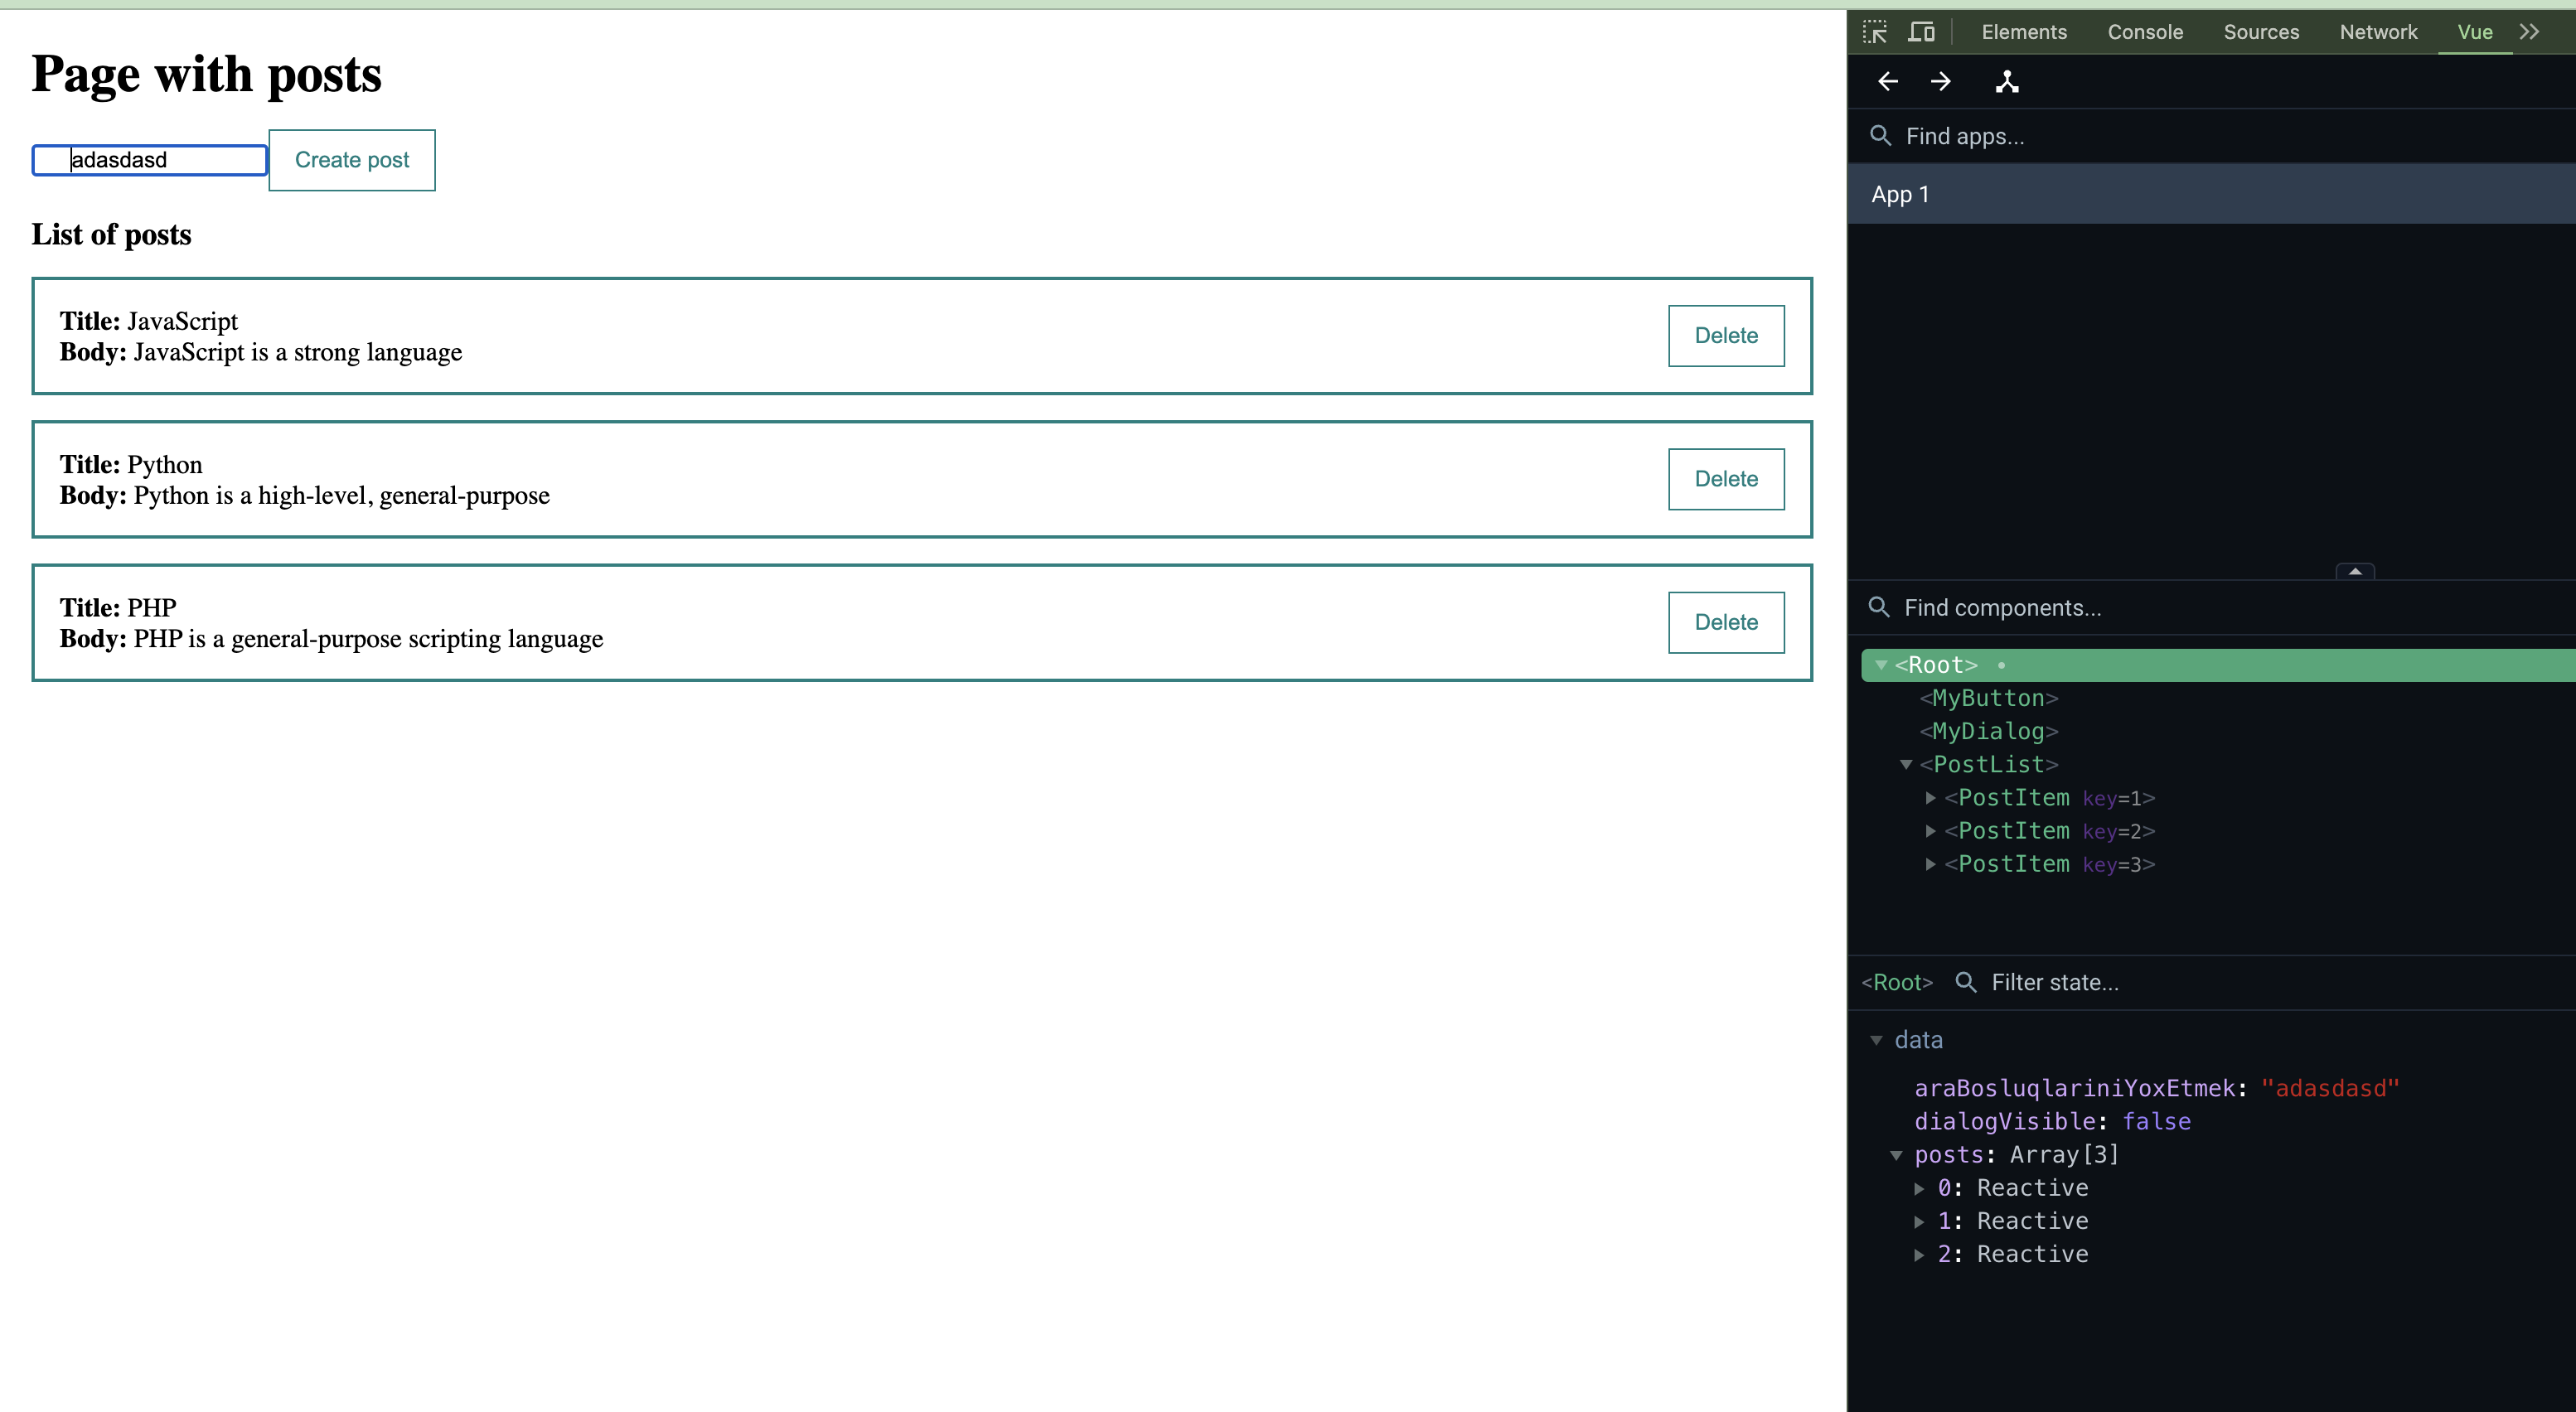 Page with posts
adasdasd
Create post
List of posts
Title: JavaScript
Body: JavaScript is a strong language
Delete
Title: Python
Body: Python is a high-level, general-purpose
Delete
Title: PHP
Body: PHP is a general-purpose scripting language
Delete
Elements Console Sources Network Vue
Find apps...
App 1
Find components...
<Root>
<MyButton>
<MyDialog>
<PostList>
<PostItem key=1>
<PostItem key=2>
<PostItem key=3>
<Root> Filter state...
data
araBosluqlariniYoxEtmek: "adasdasd"
dialogVisible: false
posts: Array[3]
0: Reactive
1: Reactive
2: Reactive